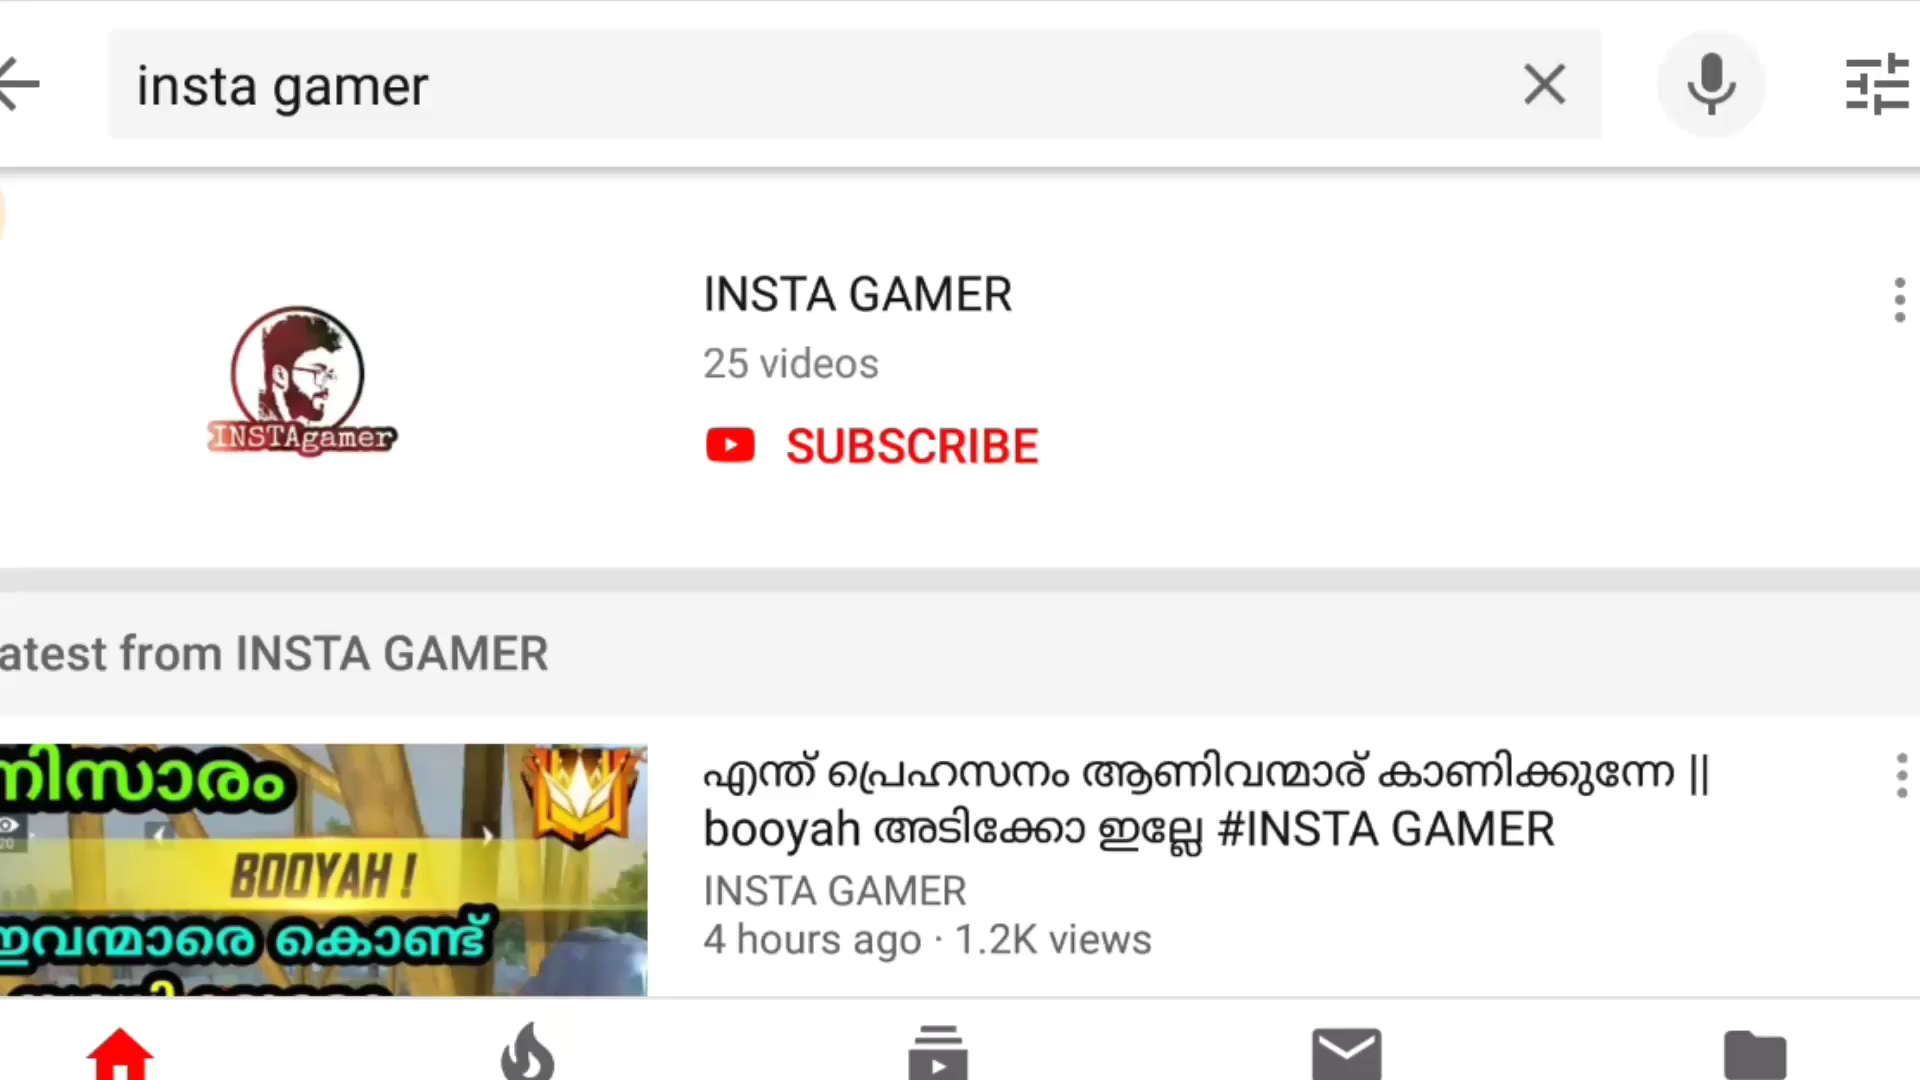 insta gamer
INSTA GAMER
25 videos
INSTAgamer
SUBSCRIBE
atest from INSTA GAMER
നിസാരം
BOOYAH !
ഇവന്മാരെ കൊണ്ട്
എന്ത് പ്രെഹസനം ആണിവന്മാര് കാണിക്കുന്നേ ||
booyah അടിക്കോ ഇല്ലേ #INSTA GAMER
INSTA GAMER
4 hours ago · 1.2K views